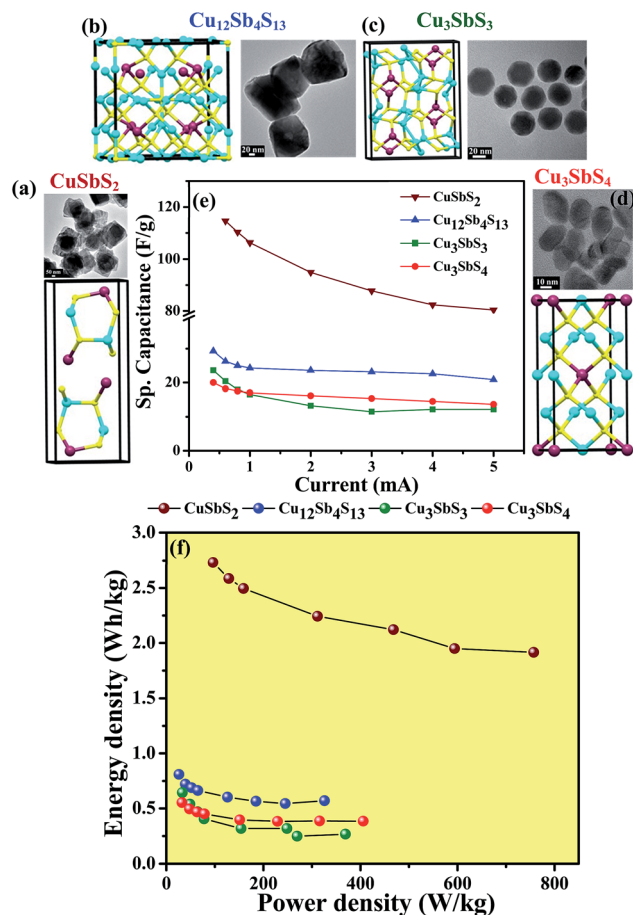 (b) Cu₁₂Sb₄S₁₃
20 nm
(c) Cu₃SbS₃
20 nm
(a)
CuSbS₂
50 nm
Cu₃SbS₄
(d)
10 nm
(e)
CuSbS₂
Cu₁₂Sb₄S₁₃
Cu₃SbS₃
Cu₃SbS₄
120
100
80
20
0
Sp. Capacitance (F/g)
0 1 2 3 4 5
Current (mA)
CuSbS₂ Cu₁₂Sb₄S₁₃ Cu₃SbS₃ Cu₃SbS₄
(f)
3.0
2.5
2.0
1.5
1.0
0.5
0.0
Energy density (Wh/kg)
0 200 400 600 800
Power density (W/kg)